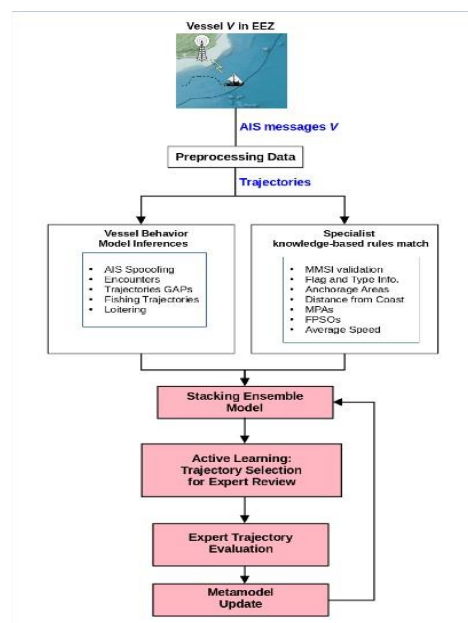 Vessel V in EEZ
AIS messages V
Preprocessing Data
Trajectories
Vessel Behavior
Model Inferences
• AIS Spoocfing
• Encounters
• Trajectories GAPs
• Fishing Trajectories
• Loitering
Specialist
knowledge-based rules match
• MMSI validation
• Flag and Type Info.
• Anchorage Areas
• Distance from Coast
• MPAs
• FPSOs
• Average Speed
Stacking Ensemble
Model
Active Learning:
Trajectory Selection
for Expert Review
Expert Trajectory
Evaluation
Metamodel
Update